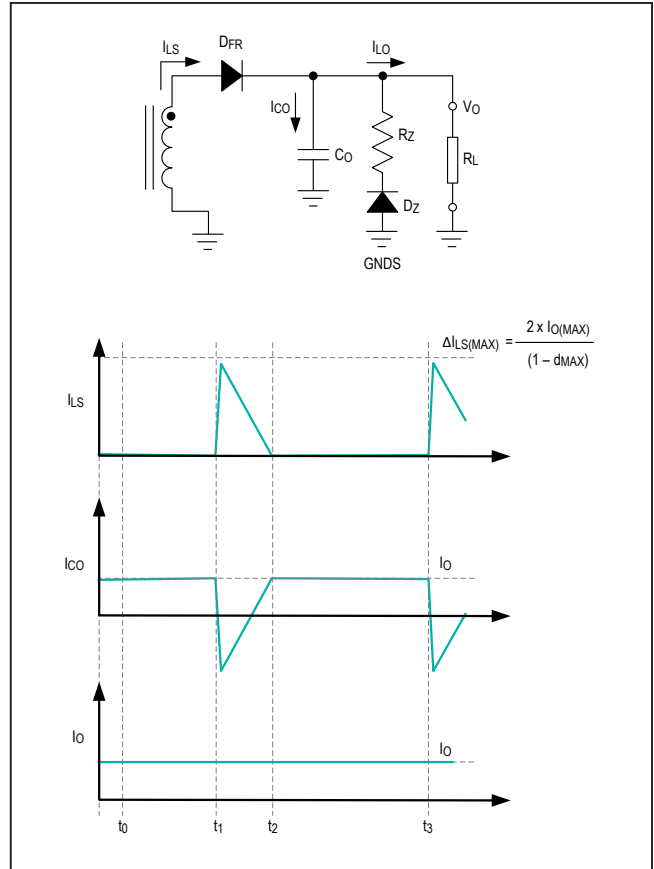 ILS
DFR
ILO
ICO
CO
RZ
DZ
GNDS
VO
RL
ΔILS(MAX) = 2 x IO(MAX)
(1 – dMAX)
ILS
ICO
IO
IO
IO
t0
t1
t2
t3